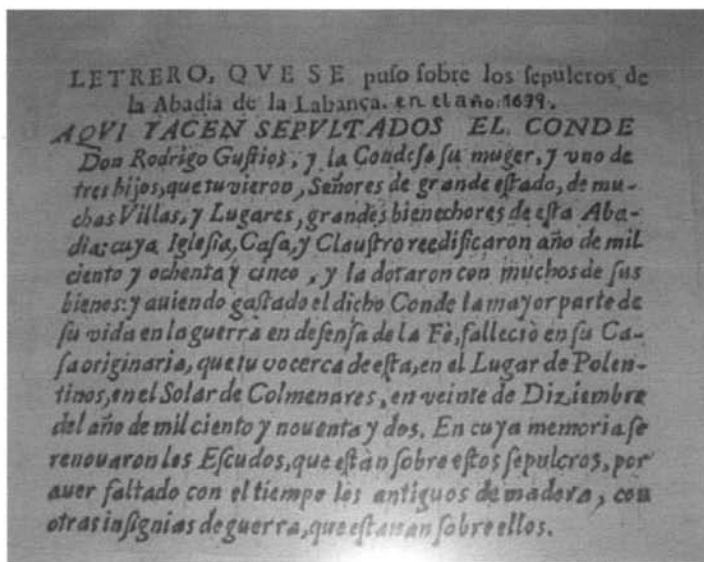 LETRERO, QVE SE puſo ſobre los ſepulcros de
la Abadia de la Labança. en el año. 1679.
AQVI YACEN SEPVLTADOS EL CONDE
Don Rodrigo Guſtios, y la Condeſa ſu muger, y vno de
tres hijos, que tuvieron, Señores de grande eſtado, de mu-
chas Villas, y Lugares, grandes bienechores de eſta Aba-
dia: cuya Igleſia, Caſa, y Clauſtro reedificaron año de mil
ciento y ochenta y cinco, y la dotaron con muchos de ſus
bienes: y auiendo gaſtado el dicho Conde la mayor parte de
ſu vida en la guerra en defenſa de la Fè, fallecio en ſu Ca-
ſa originaria, que tuvo cerca de eſta, en el Lugar de Polen-
tinos, en el Solar de Colmenares, en veinte de Diziembre
del año de mil ciento y nouenta y dos. En cuya memoria ſe
renouaron los Eſcudos, que eſtàn ſobre eſtos ſepulcros, por
auer faltado con el tiempo los antiguos de madera, con
otras inſignias de guerra, que eſtauan ſobre ellos.